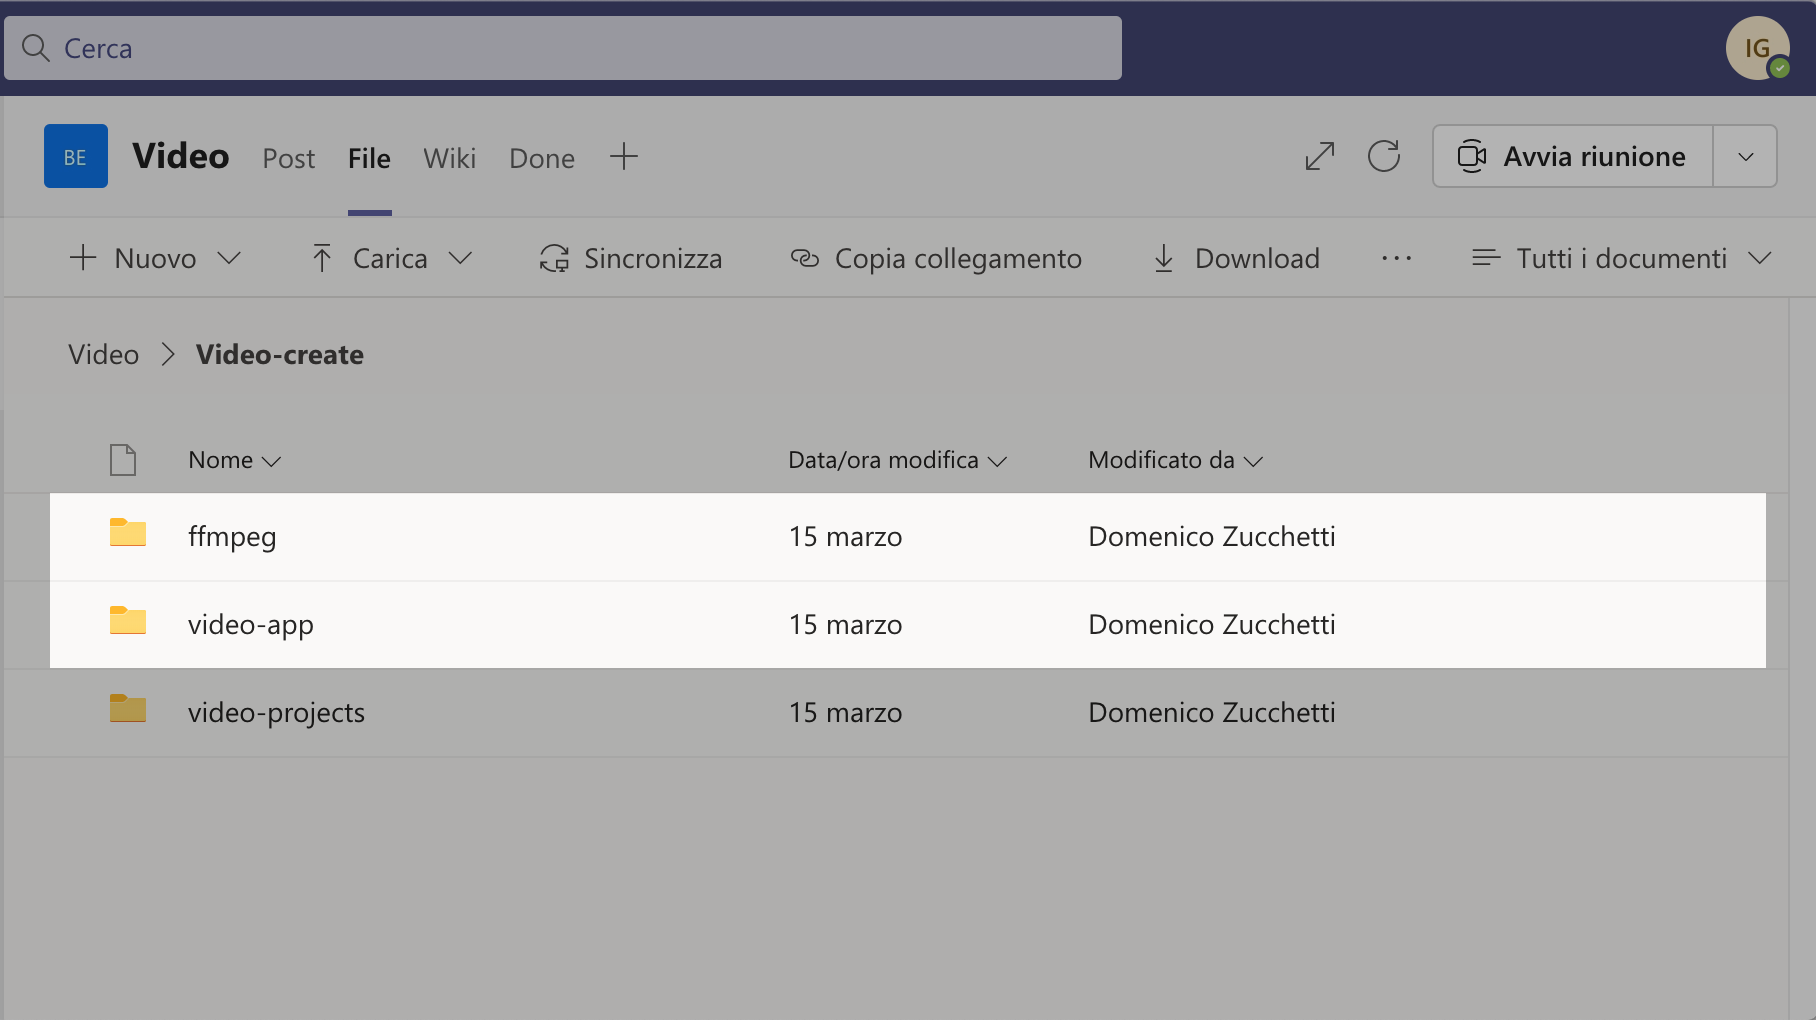 Cerca
IG
BE Video Post File Wiki Done Avvia riunione
Nuovo Carica Sincronizza Copia collegamento Download ... Tutti i documenti
Video > Video-create
Nome Data/ora modifica Modificato da
ffmpeg 15 marzo Domenico Zucchetti
video-app 15 marzo Domenico Zucchetti
video-projects 15 marzo Domenico Zucchetti